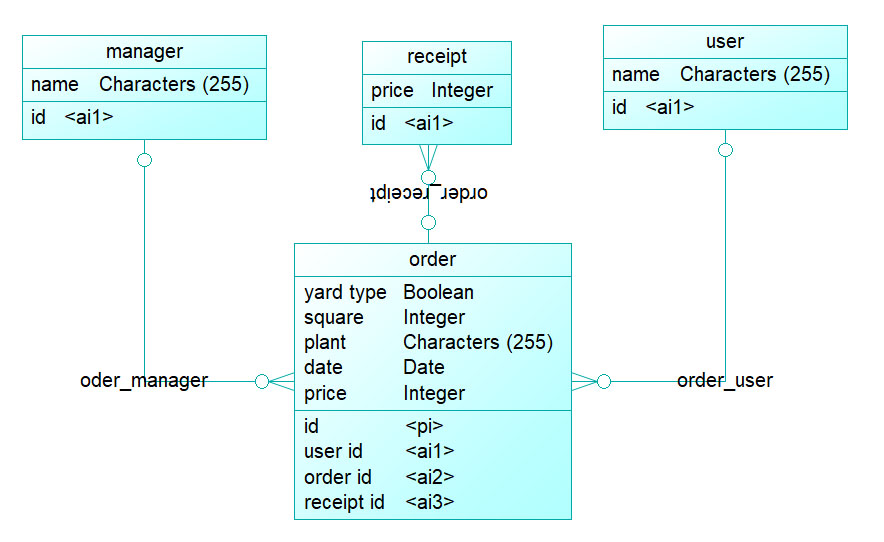 manager
name Characters (255)
id <ai1>
receipt
price Integer
id <ai1>
user
name Characters (255)
id <ai1>
order_receipt
order
yard type Boolean
square Integer
plant Characters (255)
date Date
price Integer
id <pi>
user id <ai1>
order id <ai2>
receipt id <ai3>
oder_manager
order_user